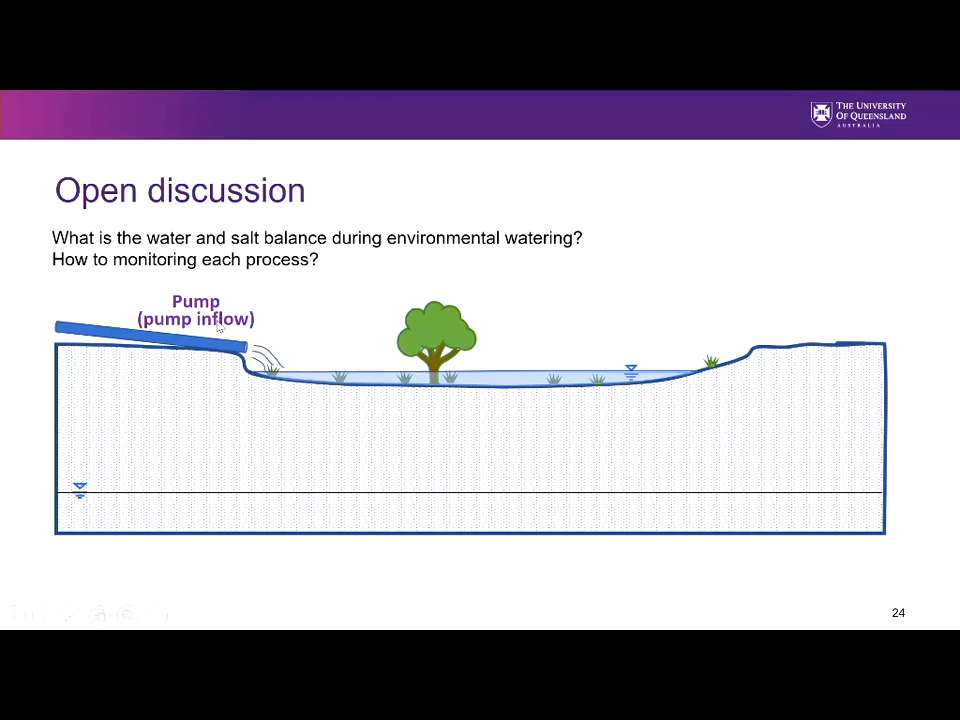 THE UNIVERSITY
OF QUEENSLAND
AUSTRALIA
Open discussion
What is the water and salt balance during environmental watering?
How to monitoring each process?
Pump
(pump inflow)
24